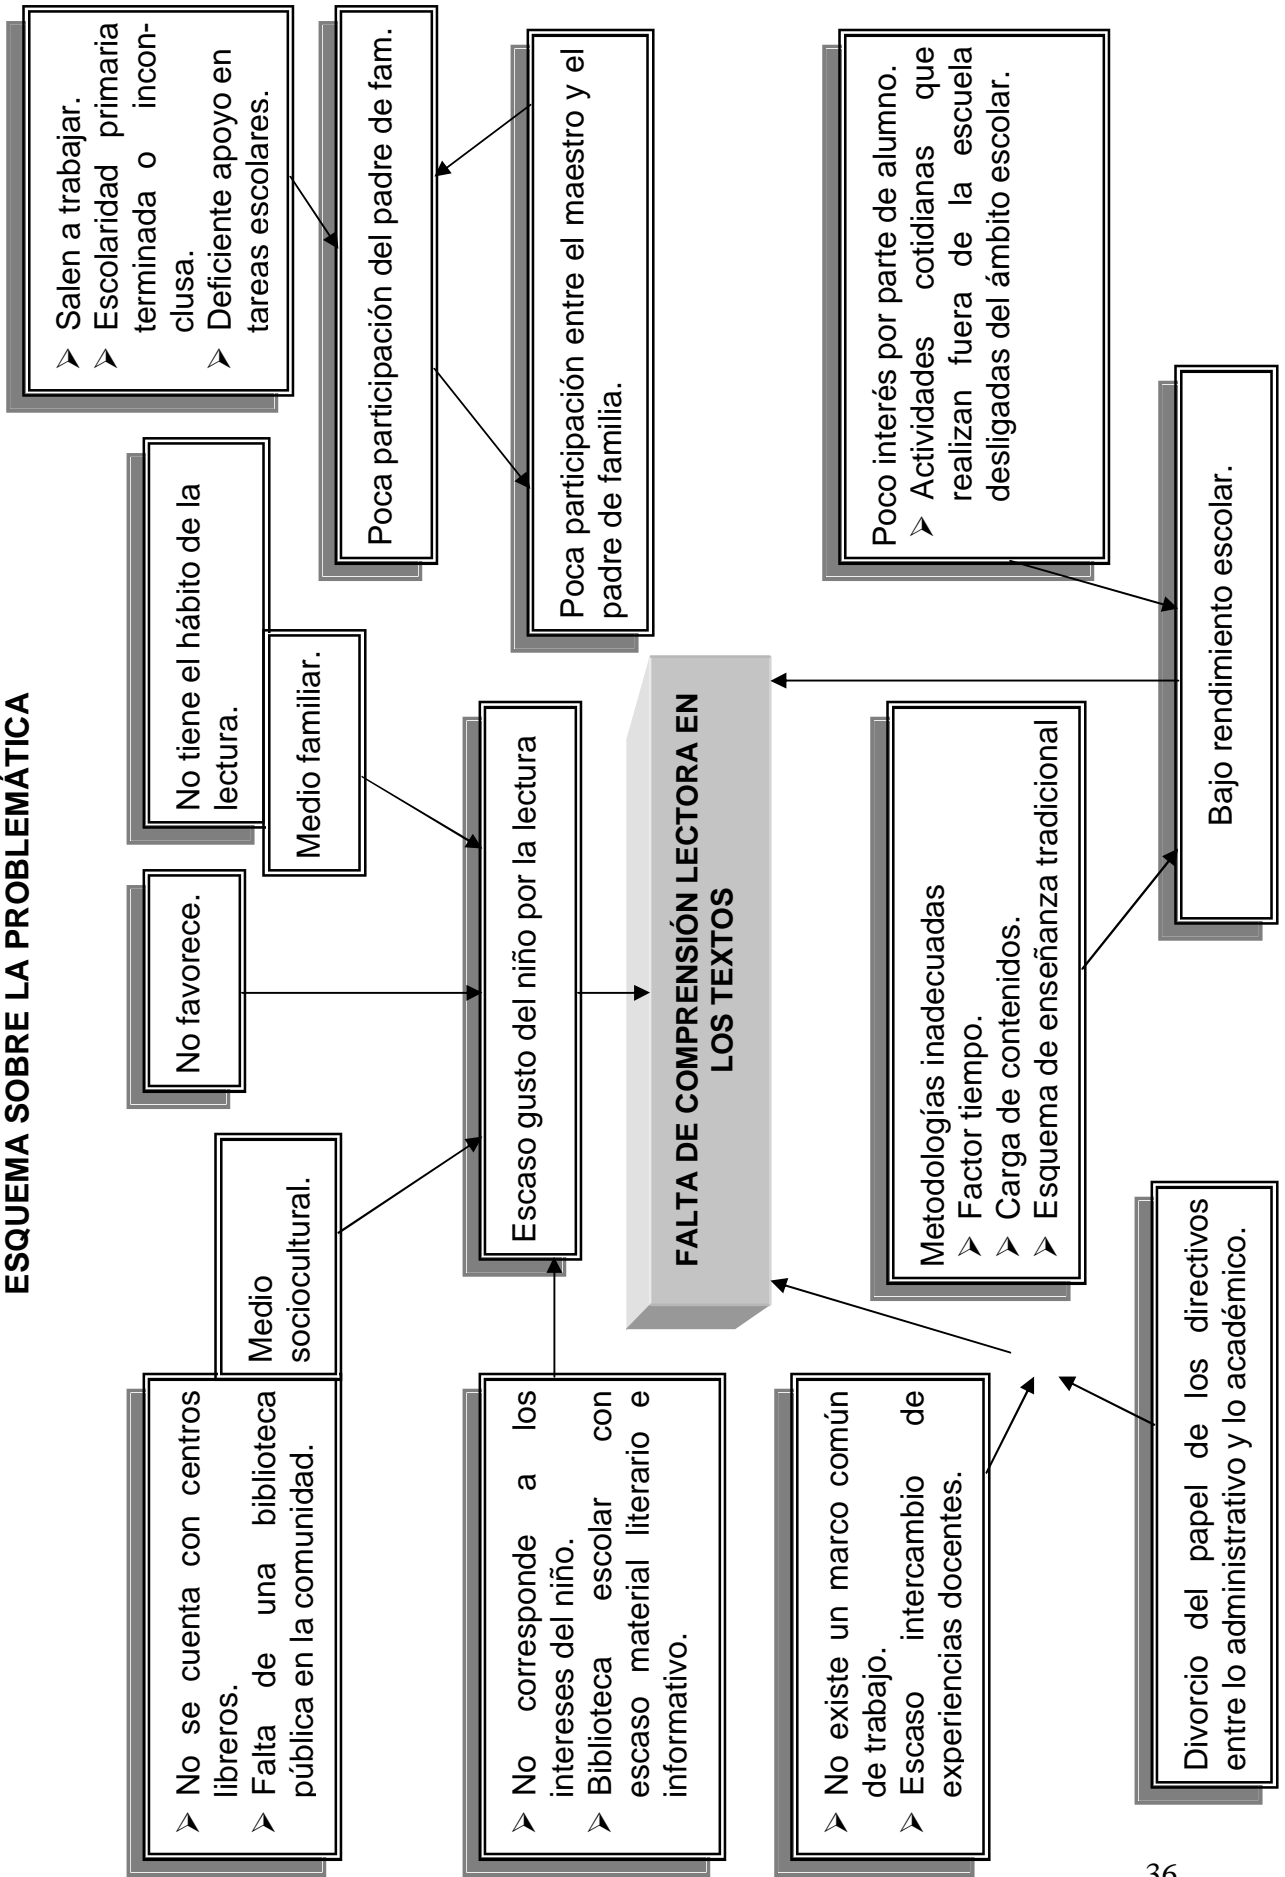 ESQUEMA SOBRE LA PROBLEMÁTICA
➢ No se cuenta con centros
libreros.
➢ Falta de una biblioteca
pública en la comunidad.
Medio
sociocultural.
No favorece.
No tiene el hábito de la
lectura.
Medio familiar.
➢ Salen a trabajar.
➢ Escolaridad primaria
terminada o incon-
clusa.
➢ Deficiente apoyo en
tareas escolares.
Poca participación del padre de fam.
➢ No corresponde a los
intereses del niño.
➢ Biblioteca escolar con
escaso material literario e
informativo.
Escaso gusto del niño por la lectura
Poca participación entre el maestro y el
padre de familia.
FALTA DE COMPRENSIÓN LECTORA EN
LOS TEXTOS
➢ No existe un marco común
de trabajo.
➢ Escaso intercambio de
experiencias docentes.
Metodologías inadecuadas
➢ Factor tiempo.
➢ Carga de contenidos.
➢ Esquema de enseñanza tradicional
Poco interés por parte de alumno.
➢ Actividades cotidianas que
realizan fuera de la escuela
desligadas del ámbito escolar.
Divorcio del papel de los directivos
entre lo administrativo y lo académico.
Bajo rendimiento escolar.
36